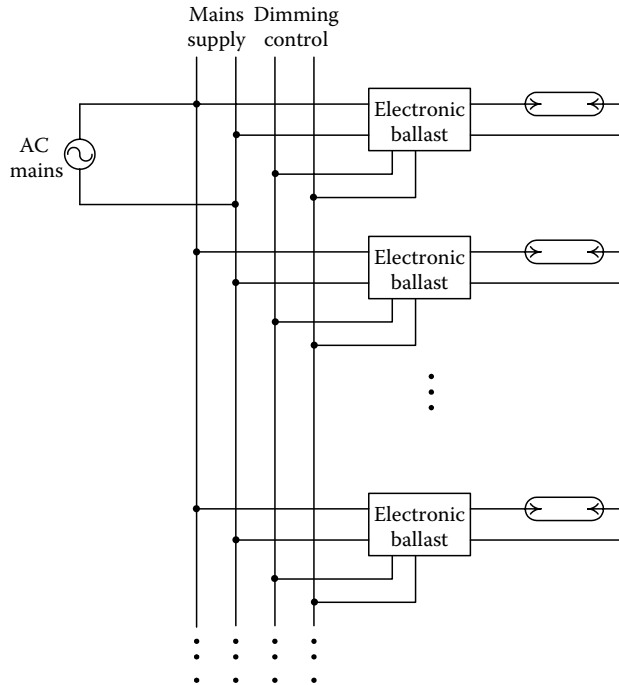 Mains Dimming
supply control
AC
mains
Electronic
ballast
Electronic
ballast
Electronic
ballast